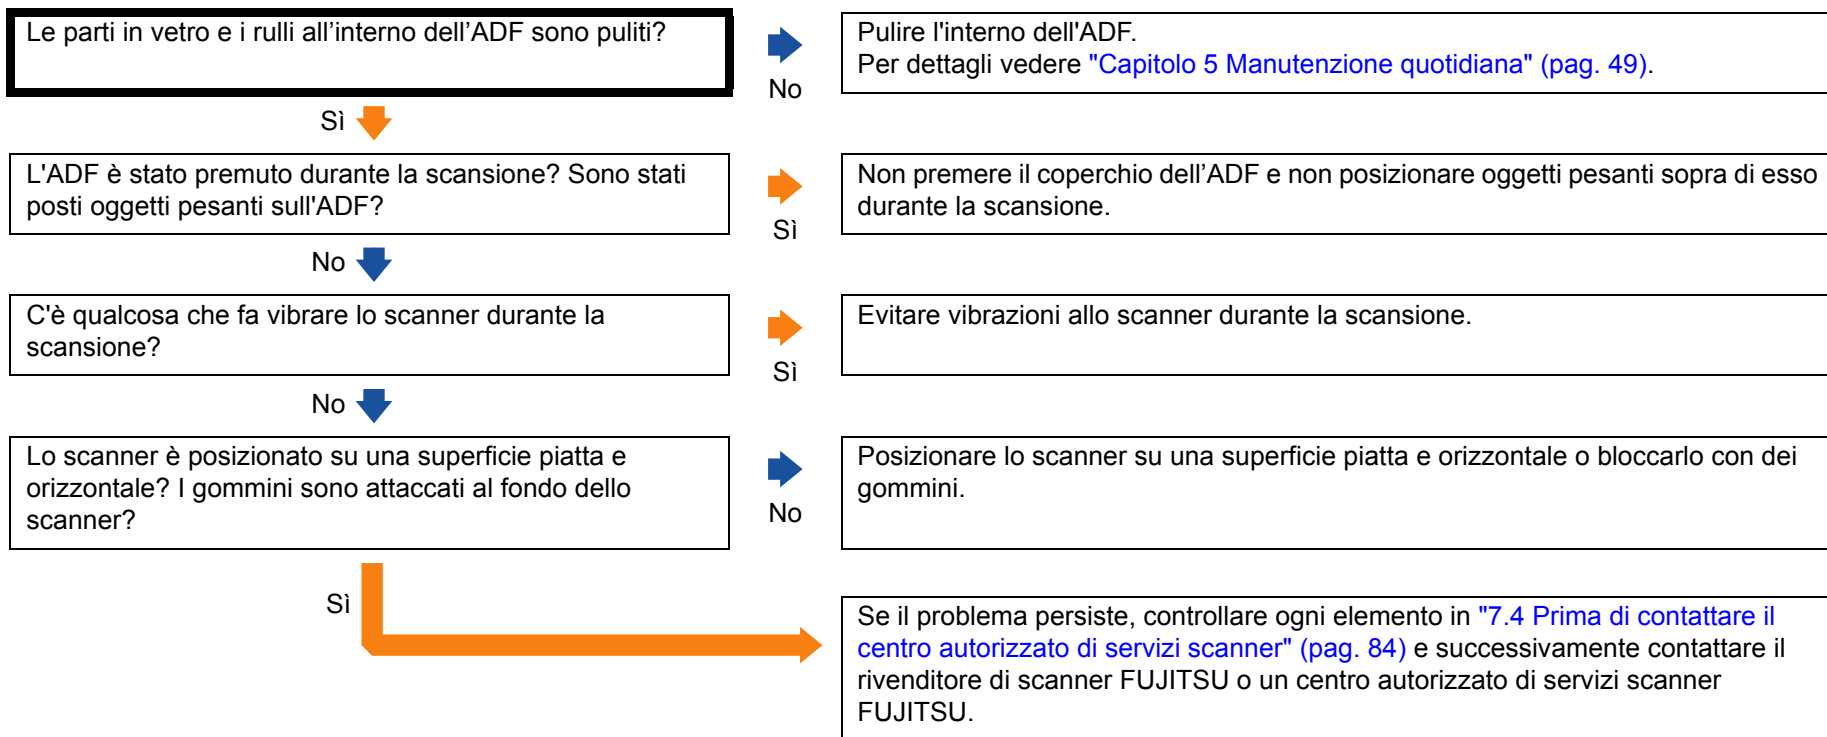 Le parti in vetro e i rulli all’interno dell’ADF sono puliti?
No
Pulire l'interno dell'ADF.
Per dettagli vedere "Capitolo 5 Manutenzione quotidiana" (pag. 49).
Sì
L'ADF è stato premuto durante la scansione? Sono stati
posti oggetti pesanti sull'ADF?
Sì
Non premere il coperchio dell’ADF e non posizionare oggetti pesanti sopra di esso
durante la scansione.
No
C'è qualcosa che fa vibrare lo scanner durante la
scansione?
Sì
Evitare vibrazioni allo scanner durante la scansione.
No
Lo scanner è posizionato su una superficie piatta e
orizzontale? I gommini sono attaccati al fondo dello
scanner?
No
Posizionare lo scanner su una superficie piatta e orizzontale o bloccarlo con dei
gommini.
Sì
Se il problema persiste, controllare ogni elemento in "7.4 Prima di contattare il
centro autorizzato di servizi scanner" (pag. 84) e successivamente contattare il
rivenditore di scanner FUJITSU o un centro autorizzato di servizi scanner
FUJITSU.